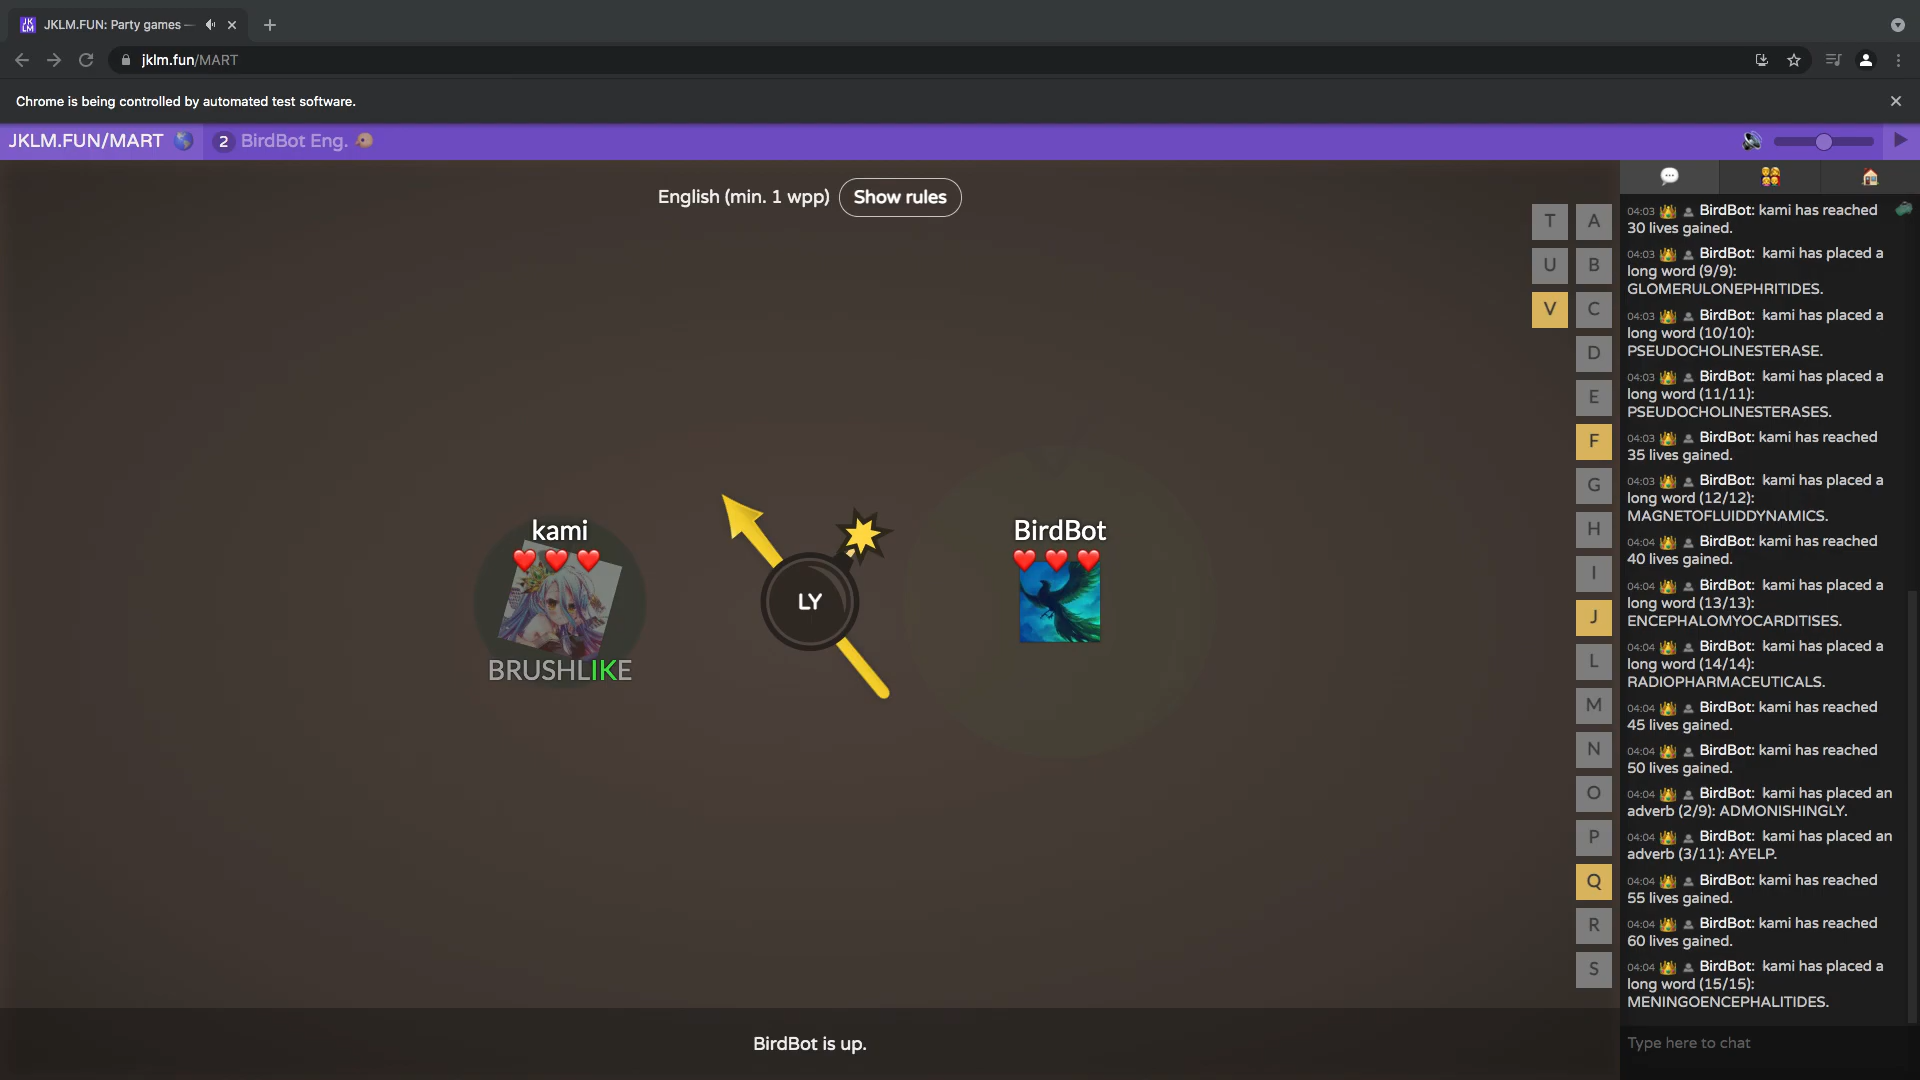 JKLM.FUN: Party games —
jklm.fun/MART
Chrome is being controlled by automated test software.
JKLM.FUN/MART
2 BirdBot Eng.
English (min. 1 wpp) Show rules
kami
BRUSHLIKE
LY
BirdBot
T A
U B
V C
D
E
F
G
H
I
J
L
M
N
O
P
Q
R
S
04:03 BirdBot: kami has reached
30 lives gained.
04:03 BirdBot: kami has placed a
long word (9/9):
GLOMERULONEPHRITIDES.
04:03 BirdBot: kami has placed a
long word (10/10):
PSEUDOCHOLINESTERASE.
04:03 BirdBot: kami has placed a
long word (11/11):
PSEUDOCHOLINESTERASES.
04:03 BirdBot: kami has reached
35 lives gained.
04:03 BirdBot: kami has placed a
long word (12/12):
MAGNETOFLUIDDYNAMICS.
04:04 BirdBot: kami has reached
40 lives gained.
04:04 BirdBot: kami has placed a
long word (13/13):
ENCEPHALOMYOCARDITISES.
04:04 BirdBot: kami has placed a
long word (14/14):
RADIOPHARMACEUTICALS.
04:04 BirdBot: kami has reached
45 lives gained.
04:04 BirdBot: kami has reached
50 lives gained.
04:04 BirdBot: kami has placed an
adverb (2/9): ADMONISHINGLY.
04:04 BirdBot: kami has placed an
adverb (3/11): AYELP.
04:04 BirdBot: kami has reached
55 lives gained.
04:04 BirdBot: kami has reached
60 lives gained.
04:04 BirdBot: kami has placed a
long word (15/15):
MENINGOENCEPHALITIDES.
BirdBot is up.
Type here to chat